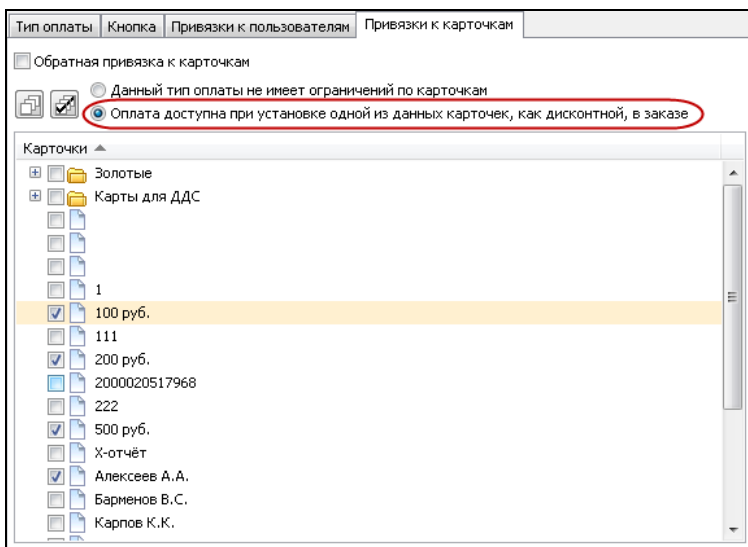 Тип оплаты Кнопка Привязки к пользователям Привязки к карточкам
Обратная привязка к карточкам
Данный тип оплаты не имеет ограничений по карточкам
Оплата доступна при установке одной из данных карточек, как дисконтной, в заказе
Карточки
Золотые
Карты для ДДС
1
100 руб.
111
200 руб.
2000020517968
222
500 руб.
X-отчёт
Алексеев А.А.
Барменов В.С.
Карпов К.К.